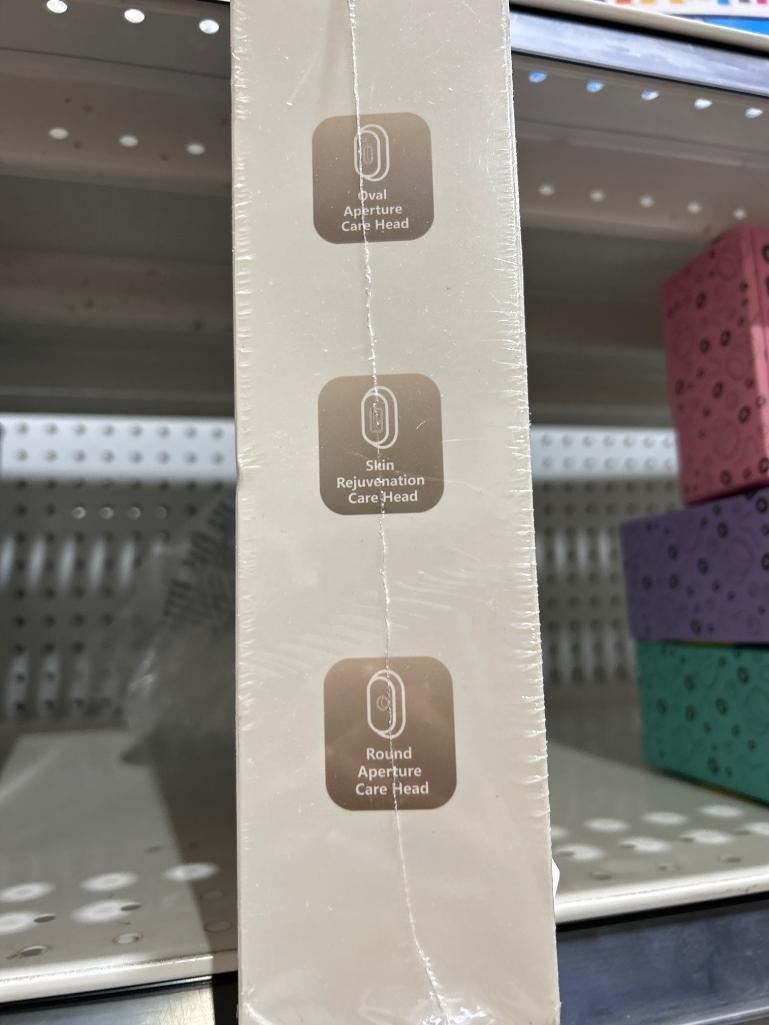 Oval
Aperture
Care Head
Skin
Rejuvenation
Care Head
Round
Aperture
Care Head